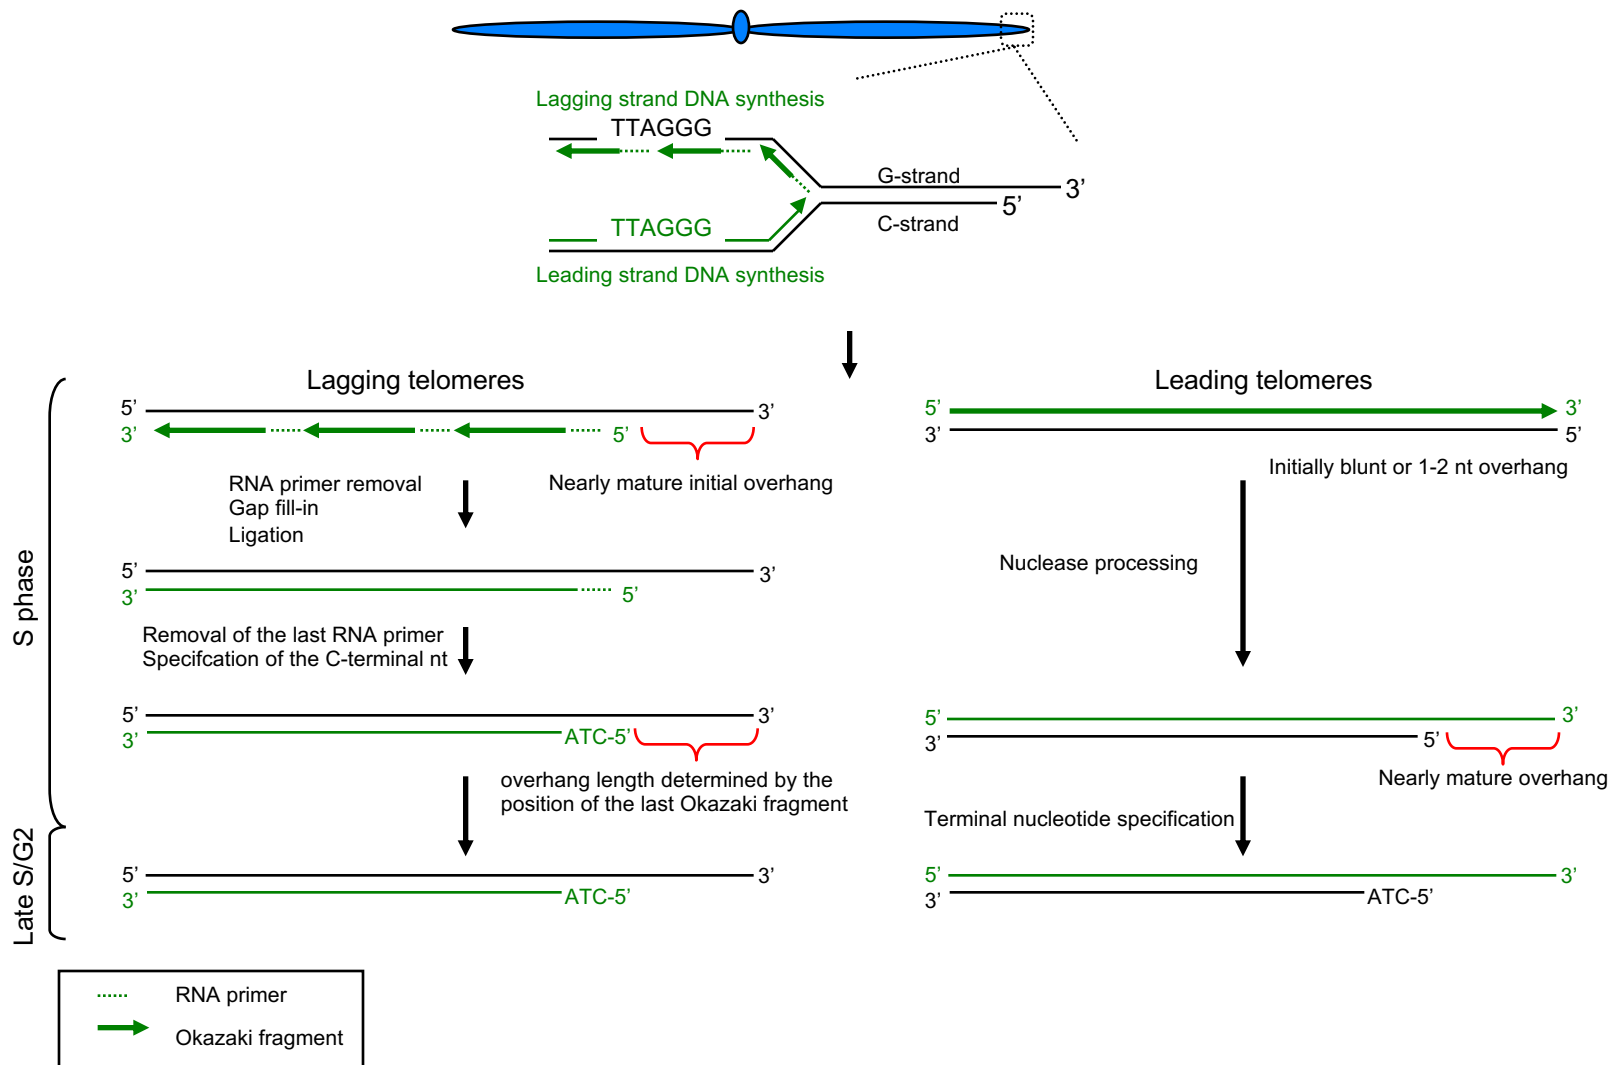 Lagging strand DNA synthesis
TTAGGG
G-strand
3’
5’
C-strand
TTAGGG
Leading strand DNA synthesis
S phase
Late S/G2
Lagging telomeres
5’
3’
3’
5’
Nearly mature initial overhang
RNA primer removal
Gap fill-in
Ligation
5’
3’
3’
5’
Removal of the last RNA primer
Specifcation of the C-terminal nt
5’
3’
3’
ATC-5’
overhang length determined by the
position of the last Okazaki fragment
5’
3’
3’
ATC-5’
Leading telomeres
5’
3’
3’
5’
Initially blunt or 1-2 nt overhang
Nuclease processing
5’
3’
3’
5’
Nearly mature overhang
Terminal nucleotide specification
5’
3’
3’
ATC-5’
RNA primer
Okazaki fragment